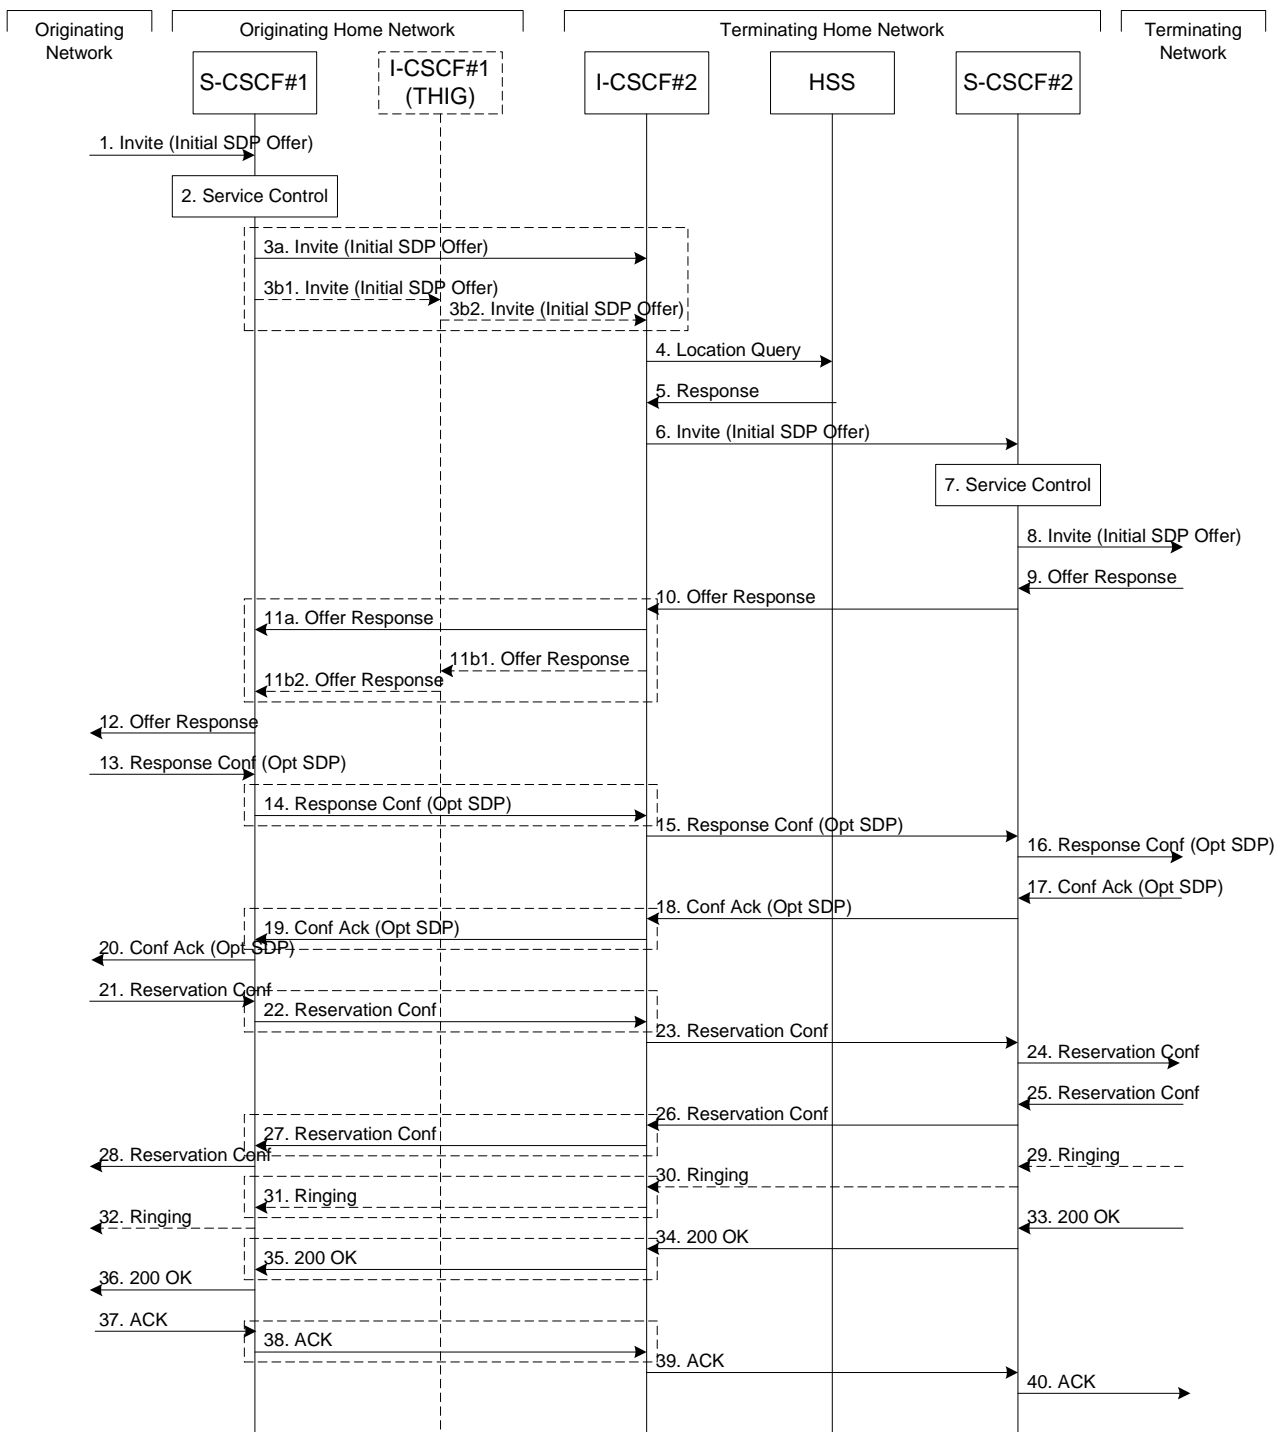 Originating
Network
Originating Home Network
Terminating Home Network
Terminating
Network
S-CSCF#1
I-CSCF#1
(THIG)
I-CSCF#2
HSS
S-CSCF#2
1. Invite (Initial SDP Offer)
2. Service Control
3a. Invite (Initial SDP Offer)
3b1. Invite (Initial SDP Offer)
3b2. Invite (Initial SDP Offer)
4. Location Query
5. Response
6. Invite (Initial SDP Offer)
7. Service Control
8. Invite (Initial SDP Offer)
9. Offer Response
10. Offer Response
11a. Offer Response
11b1. Offer Response
11b2. Offer Response
12. Offer Response
13. Response Conf (Opt SDP)
14. Response Conf (Opt SDP)
15. Response Conf (Opt SDP)
16. Response Conf (Opt SDP)
17. Conf Ack (Opt SDP)
18. Conf Ack (Opt SDP)
19. Conf Ack (Opt SDP)
20. Conf Ack (Opt SDP)
21. Reservation Conf
22. Reservation Conf
23. Reservation Conf
24. Reservation Conf
25. Reservation Conf
26. Reservation Conf
27. Reservation Conf
28. Reservation Conf
29. Ringing
30. Ringing
31. Ringing
32. Ringing
33. 200 OK
34. 200 OK
35. 200 OK
36. 200 OK
37. ACK
38. ACK
39. ACK
40. ACK